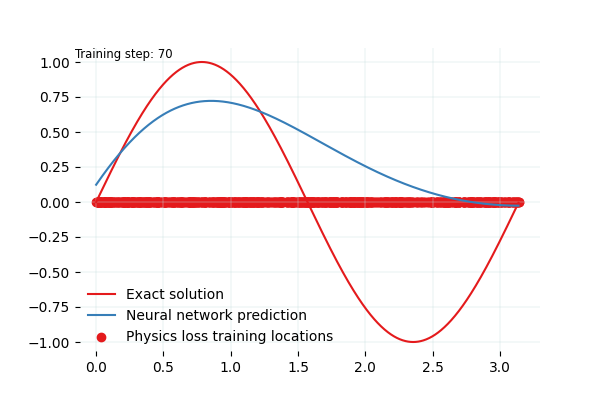 Training step: 70
1.00
0.75
0.50
0.25
0.00
−0.25
−0.50
−0.75
−1.00
Exact solution
Neural network prediction
Physics loss training locations
0.0 0.5 1.0 1.5 2.0 2.5 3.0